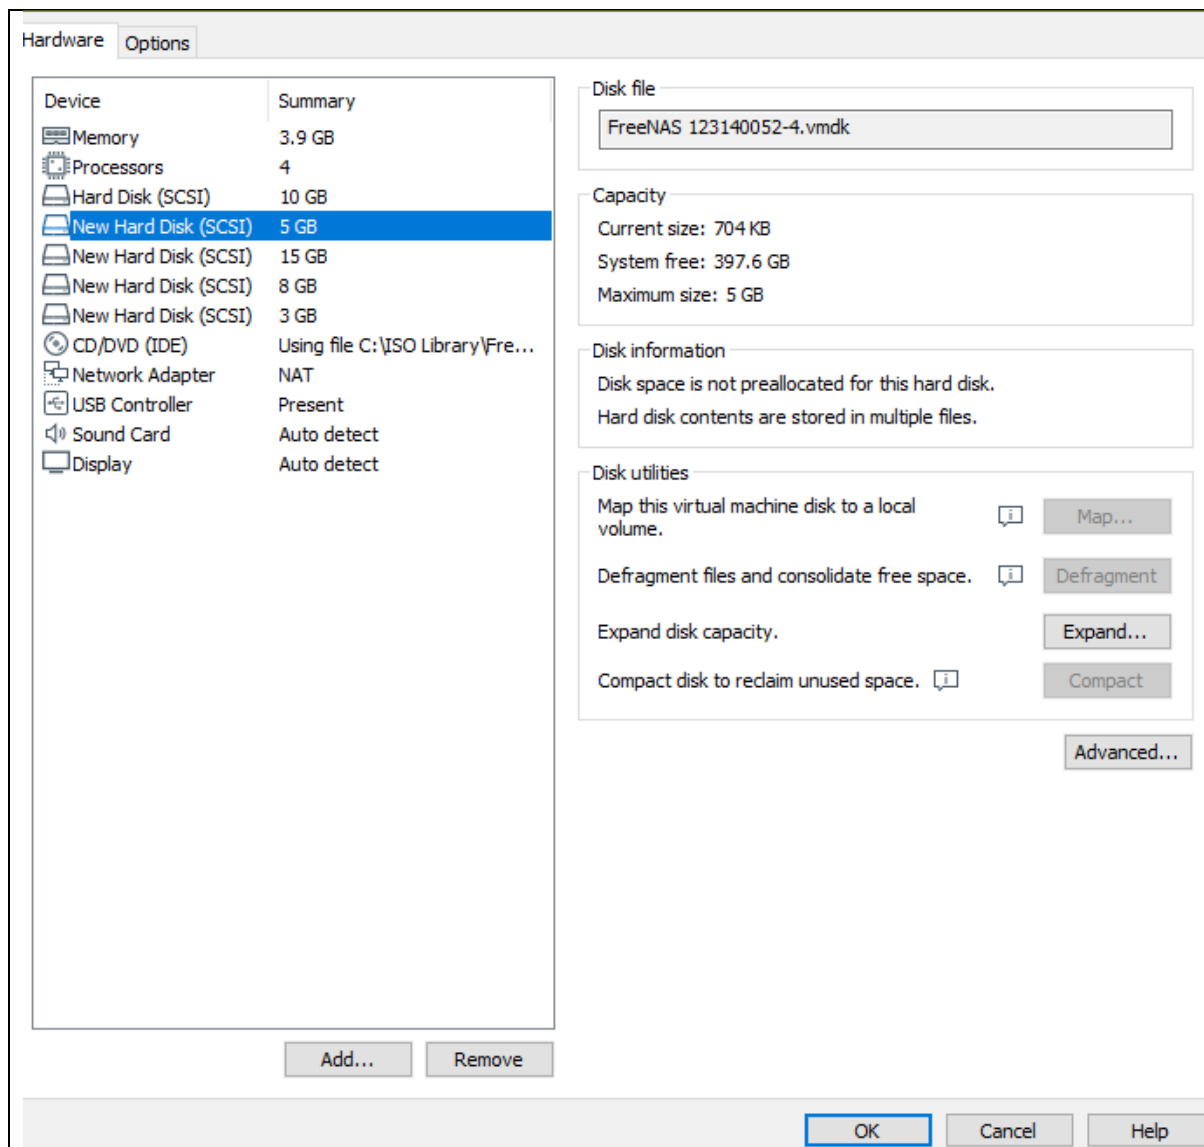 Hardware
Options
Device Summary
Memory 3.9 GB
Processors 4
Hard Disk (SCSI) 10 GB
New Hard Disk (SCSI) 5 GB
New Hard Disk (SCSI) 15 GB
New Hard Disk (SCSI) 8 GB
New Hard Disk (SCSI) 3 GB
CD/DVD (IDE) Using file C:\ISO Library\Fre...
Network Adapter NAT
USB Controller Present
Sound Card Auto detect
Display Auto detect
Add... Remove
Disk file
FreeNAS 123140052-4.vmdk
Capacity
Current size: 704 KB
System free: 397.6 GB
Maximum size: 5 GB
Disk information
Disk space is not preallocated for this hard disk.
Hard disk contents are stored in multiple files.
Disk utilities
Map this virtual machine disk to a local
volume.
Map...
Defragment files and consolidate free space. Defragment
Expand disk capacity. Expand...
Compact disk to reclaim unused space. Compact
Advanced...
OK Cancel Help